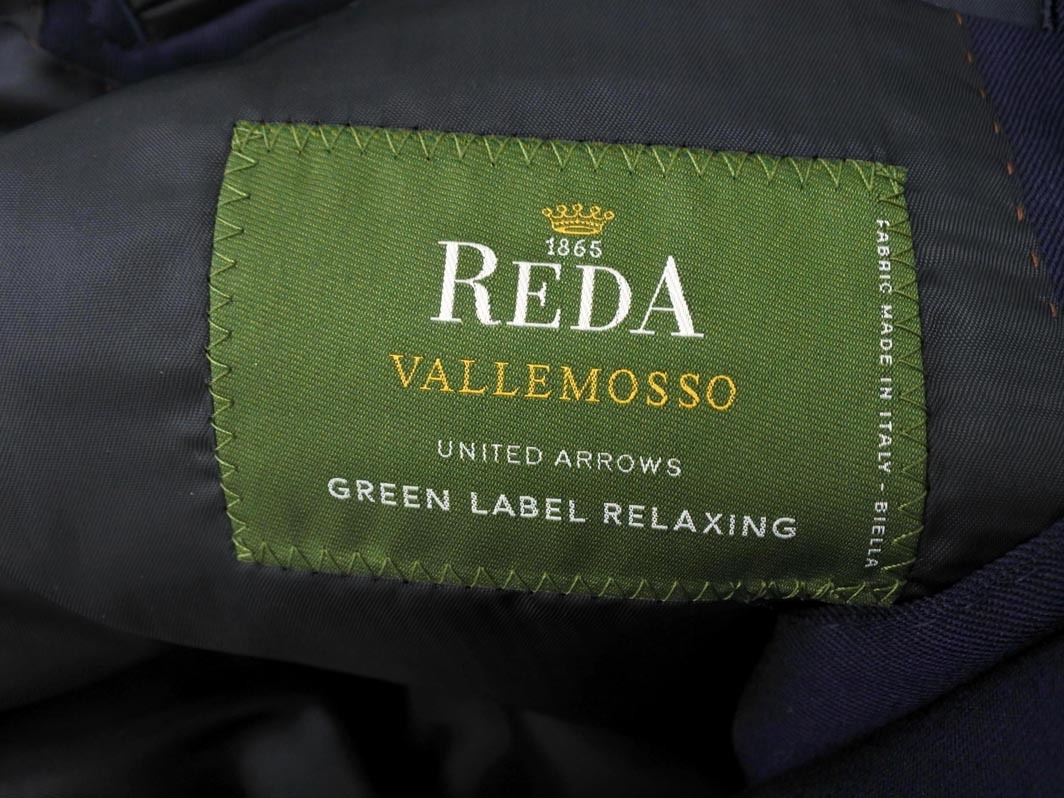 1865
REDA
VALLEMOSSO
UNITED ARROWS
GREEN LABEL RELAXING
FABRIC MADE IN ITALY - BIELLA